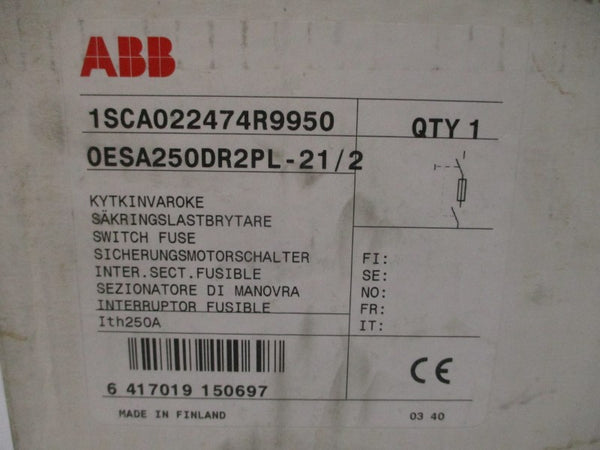 ABB
1SCA022474R9950
QTY 1
OESA250DR2PL-21/2
KYTKINVAROKE
SÄKRINGSLASTBRYTARE
SWITCH FUSE
SICHERUNGSMOTORSCHALTER
INTER.SECT.FUSIBLE
SEZIONATORE DI MANOVRA
INTERRUPTOR FUSIBLE
Ith250A
FI:
SE:
NO:
FR:
IT:
6 417019 150697
CE
MADE IN FINLAND
03 40